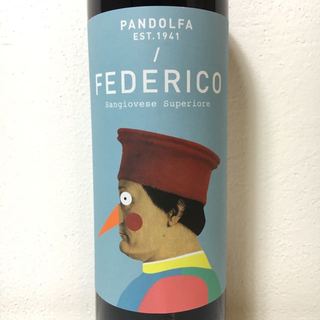 PANDOLFA
EST.1941
/
FEDERICO
Sangiovese Superiore